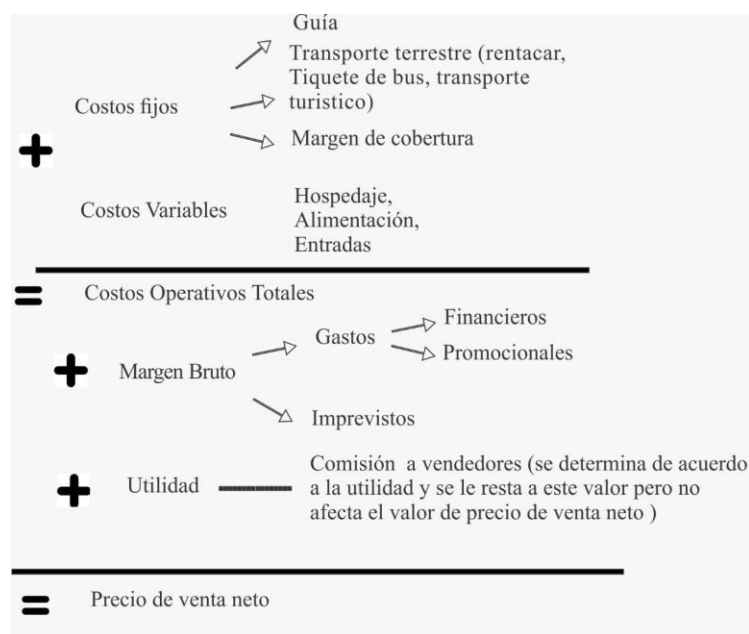 Guía
Transporte terrestre (rentacar,
Tiquete de bus, transporte
turistico)
Costos fijos
Margen de cobertura
+
Costos Variables
Hospedaje,
Alimentación,
Entradas
= Costos Operativos Totales
Financieros
Gastos
Promocionales
+ Margen Bruto
Imprevistos
Comisión a vendedores (se determina de acuerdo
+ Utilidad a la utilidad y se le resta a este valor pero no
afecta el valor de precio de venta neto )
= Precio de venta neto